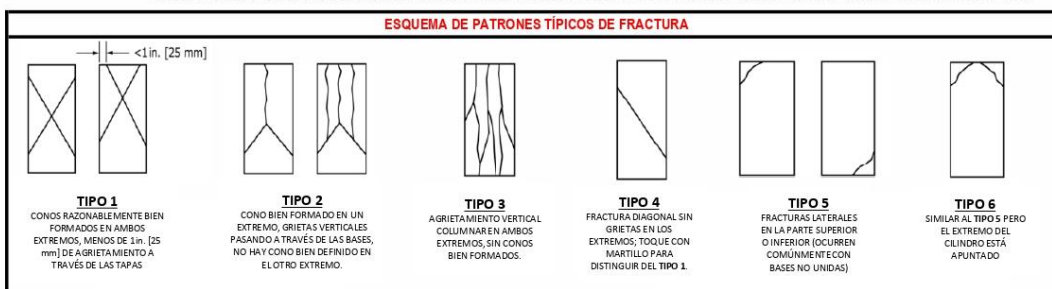 ESQUEMA DE PATRONES TÍPICOS DE FRACTURA
<1in. [25 mm]
TIPO 1
CONOS RAZONABLEMENTE BIEN
FORMADOS EN AMBOS
EXTREMOS, MENOS DE 1in. [25
mm] DE AGRIETAMIENTO A
TRAVÉS DE LAS TAPAS
TIPO 2
CONO BIEN FORMADO EN UN
EXTREMO, GRIETAS VERTICALES
PASANDO A TRAVÉS DE LAS BASES,
NO HAY CONO BIEN DEFINIDO EN
EL OTRO EXTREMO.
TIPO 3
AGRIETAMIENTO VERTICAL
COLUMNAR EN AMBOS
EXTREMOS, SIN CONOS
BIEN FORMADOS.
TIPO 4
FRACTURA DIAGONAL SIN
GRIETAS EN LOS
EXTREMOS; TOQUE CON
MARTILLO PARA
DISTINGUIR DEL TIPO 1.
TIPO 5
FRACTURAS LATERALES
EN LA PARTE SUPERIOR
O INFERIOR (OCURREN
COMÚNMENTE CON
BASES NO UNIDAS)
TIPO 6
SIMILAR AL TIPO 5 PERO
EL EXTREMO DEL
CILINDRO ESTÁ
APUNTADO